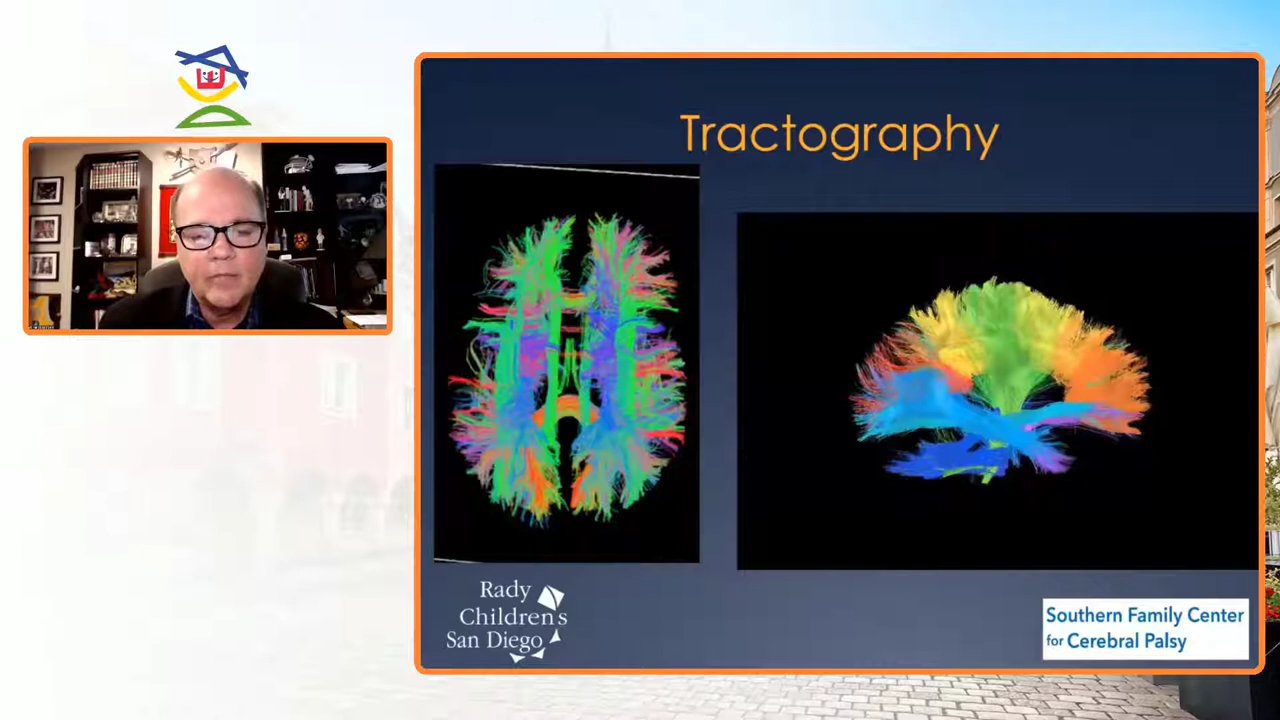 Tractography
Rady
Children's
San Diego
Southern Family Center
for Cerebral Palsy